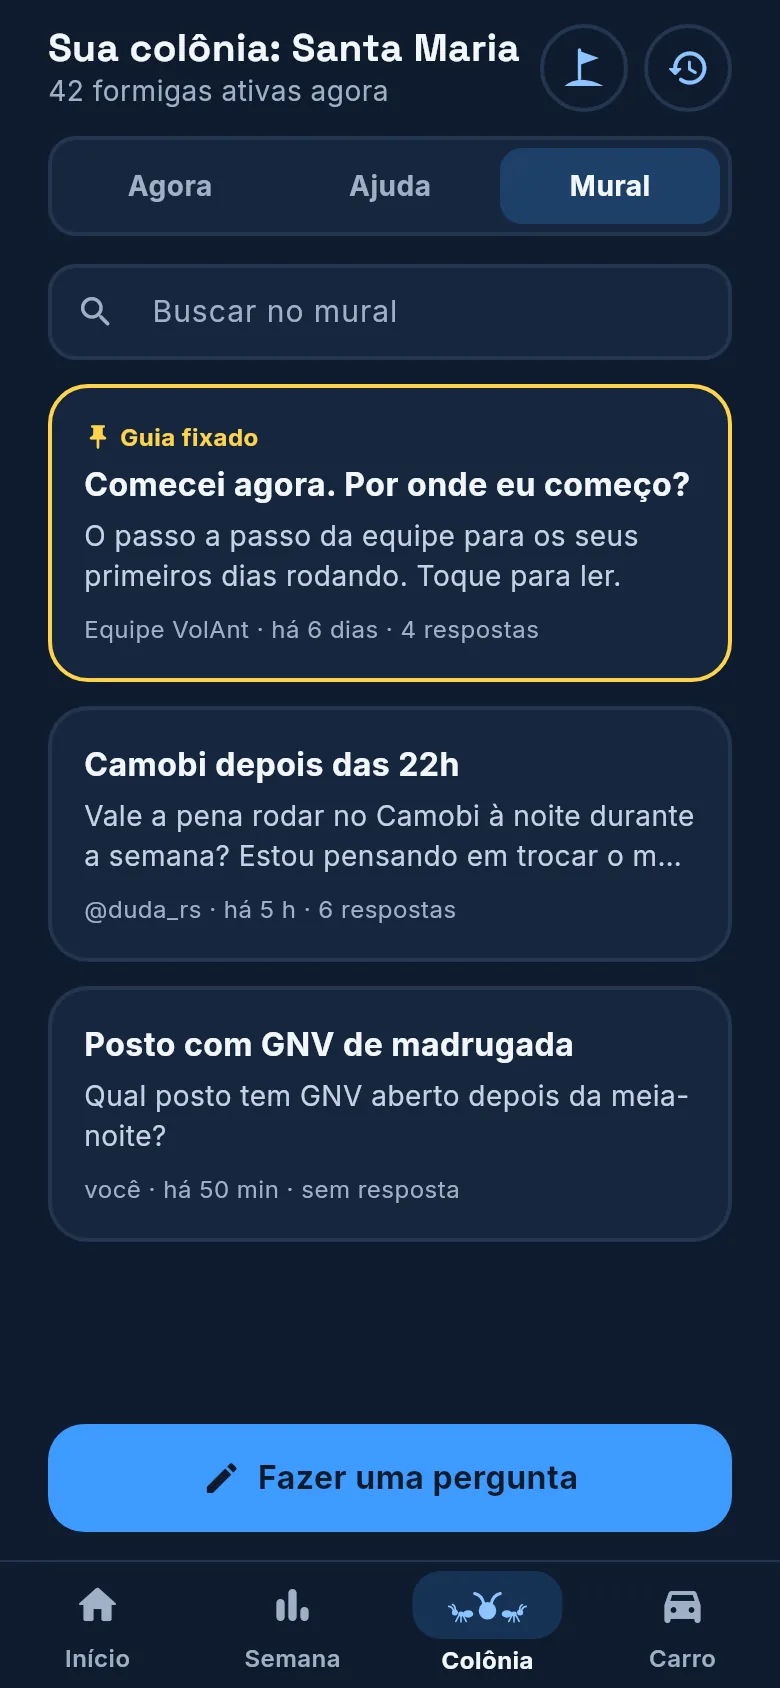 Sua colônia: Santa Maria
42 formigas ativas agora
Agora
Ajuda
Mural
Buscar no mural
Guia fixado
Comecei agora. Por onde eu começo?
O passo a passo da equipe para os seus
primeiros dias rodando. Toque para ler.
Equipe VolAnt · há 6 dias · 4 respostas
Camobi depois das 22h
Vale a pena rodar no Camobi à noite durante
a semana? Estou pensando em trocar o m...
@duda_rs · há 5 h · 6 respostas
Posto com GNV de madrugada
Qual posto tem GNV aberto depois da meia-
noite?
você · há 50 min · sem resposta
Fazer uma pergunta
Início
Semana
Colônia
Carro